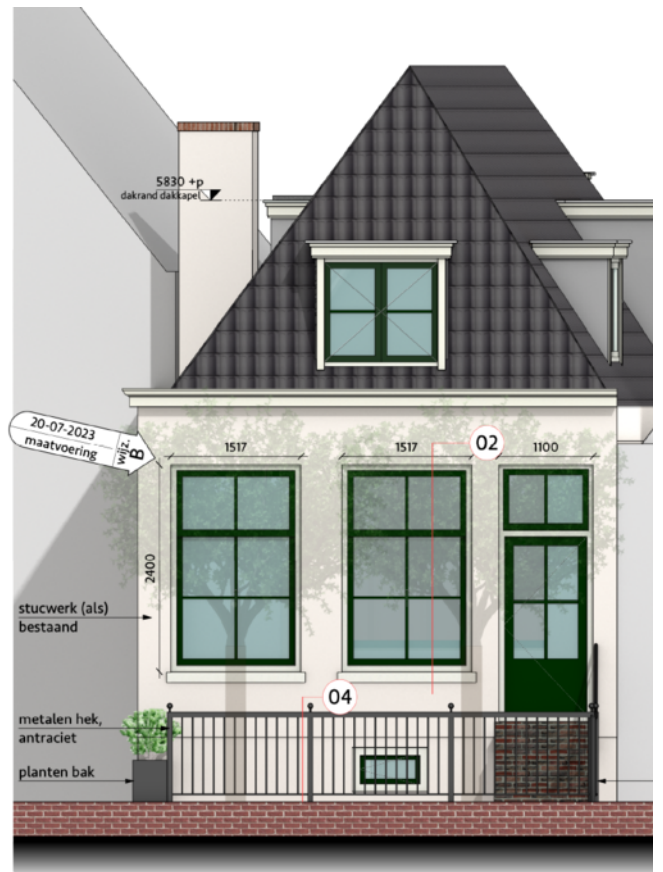 5830 +p
dakrand dakkapel
20-07-2023
maatvoering
wijz.
B
1517
1517
02
1100
2400
stucwerk (als)
bestaand
04
metalen hek,
antraciet
planten bak